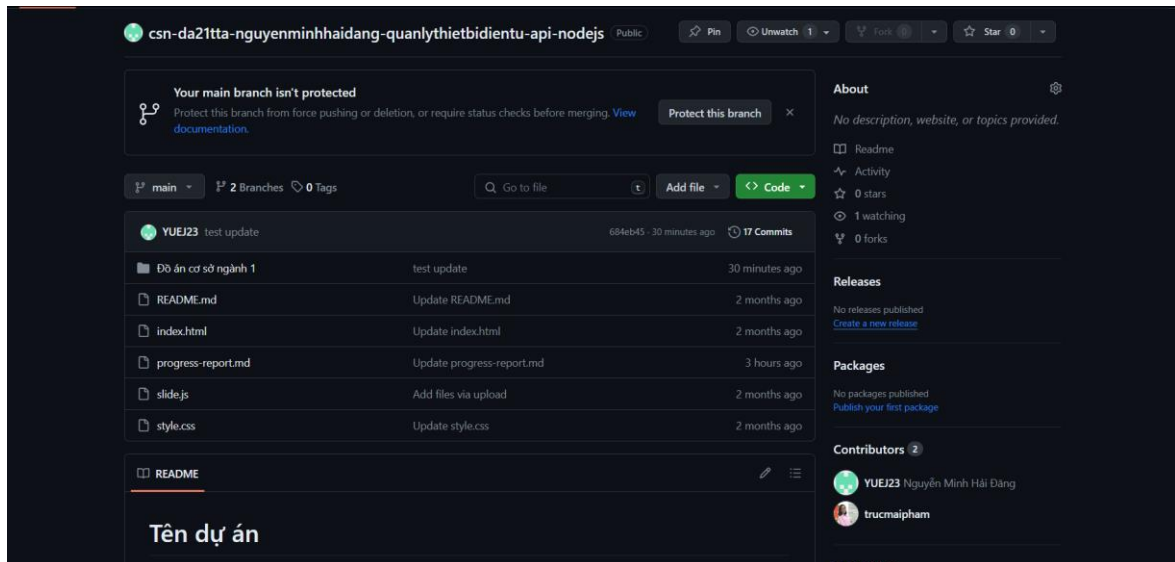 csn-da21tta-nguyenminhhaidang-quanlythietbidientu-api-nodejs Public
Pin
Unwatch 1
Fork 0
Star 0
Your main branch isn't protected
Protect this branch from force pushing or deletion, or require status checks before merging. View
documentation.
Protect this branch
main
2 Branches
0 Tags
Go to file
t
Add file
<> Code
YUEJ23 test update 684eb45 · 30 minutes ago 17 Commits
Đồ án cơ sở ngành 1 test update 30 minutes ago
README.md Update README.md 2 months ago
index.html Update index.html 2 months ago
progress-report.md Update progress-report.md 3 hours ago
slide.js Add files via upload 2 months ago
style.css Update style.css 2 months ago
README
Tên dự án
About
No description, website, or topics provided.
Readme
Activity
0 stars
1 watching
0 forks
Releases
No releases published
Create a new release
Packages
No packages published
Publish your first package
Contributors 2
YUEJ23 Nguyễn Minh Hải Đăng
trucmaipham